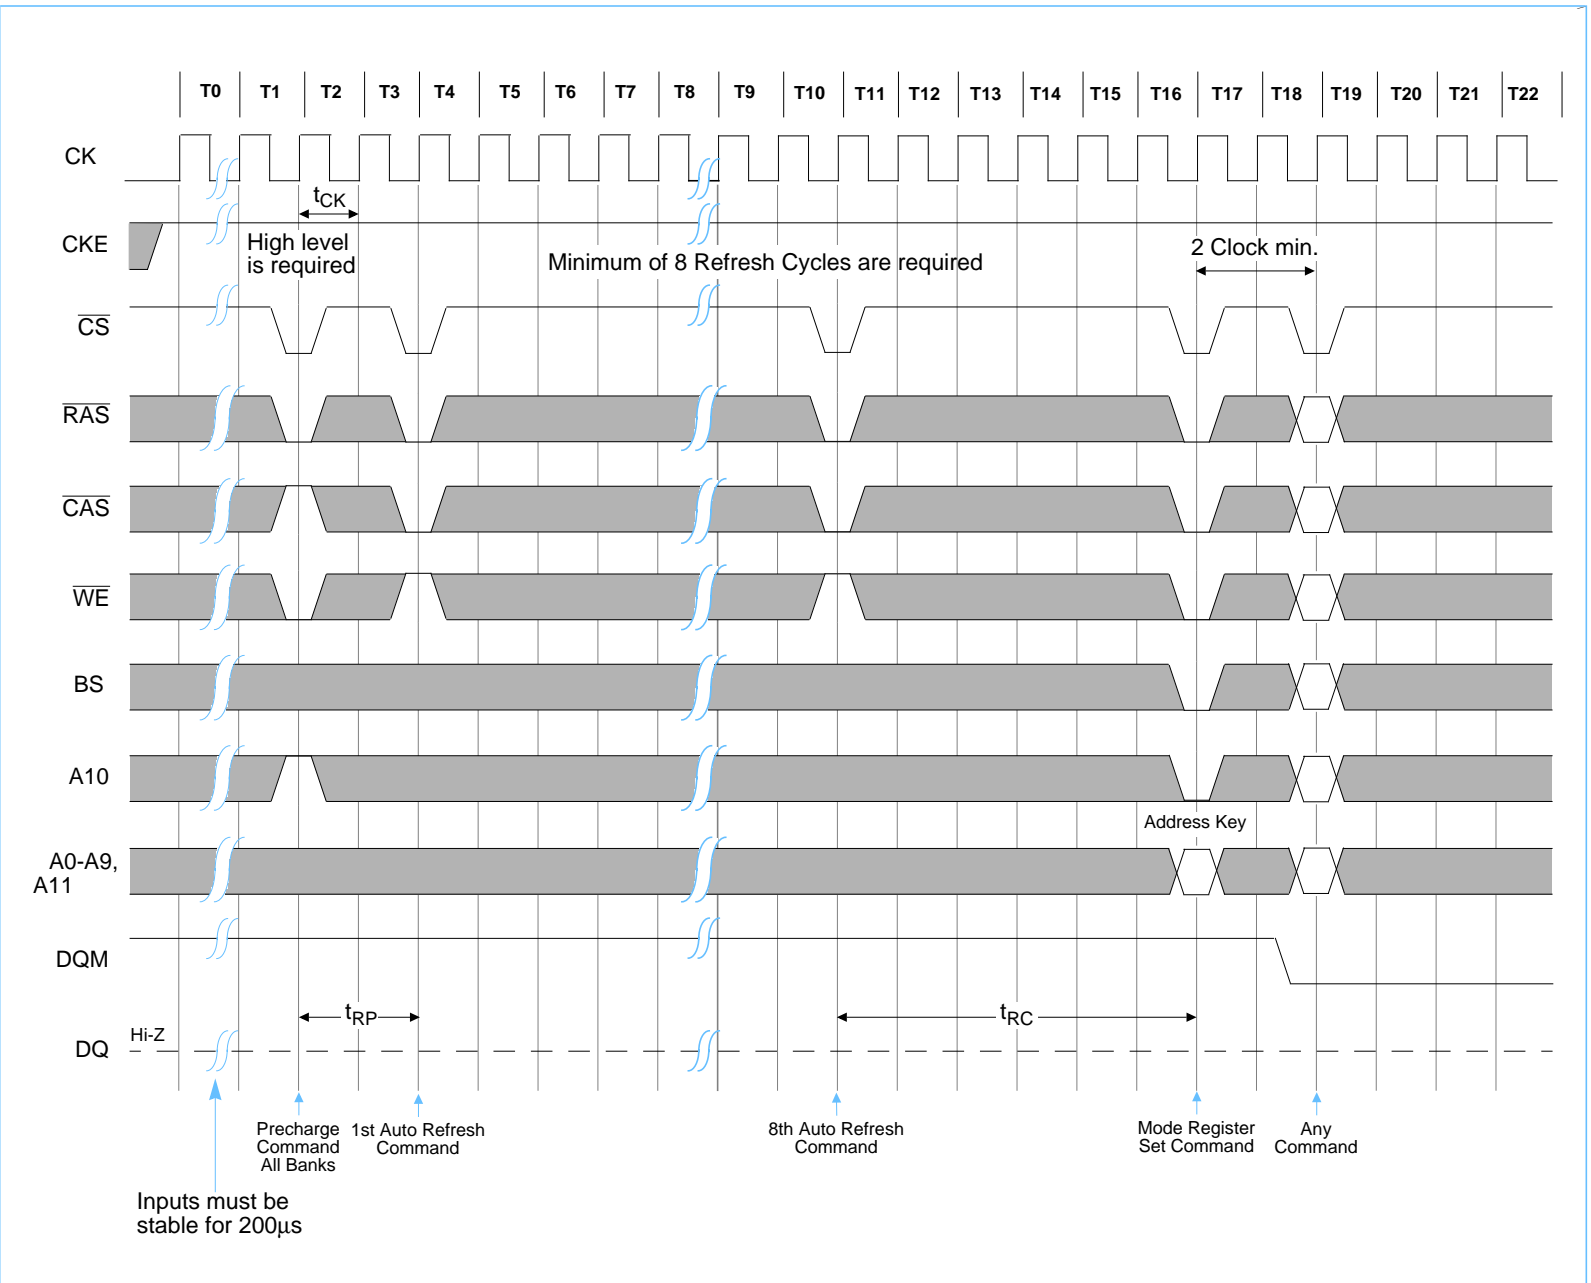 T0 T1 T2 T3 T4 T5 T6 T7 T8 T9 T10 T11 T12 T13 T14 T15 T16 T17 T18 T19 T20 T21 T22
CK
tCK
CKE
High level
is required
Minimum of 8 Refresh Cycles are required
2 Clock min.
CS
RAS
CAS
WE
BS
A10
Address Key
A0-A9,
A11
DQM
tRP
tRC
Hi-Z
DQ
Precharge
Command
All Banks
1st Auto Refresh
Command
8th Auto Refresh
Command
Mode Register
Set Command
Any
Command
Inputs must be
stable for 200µs